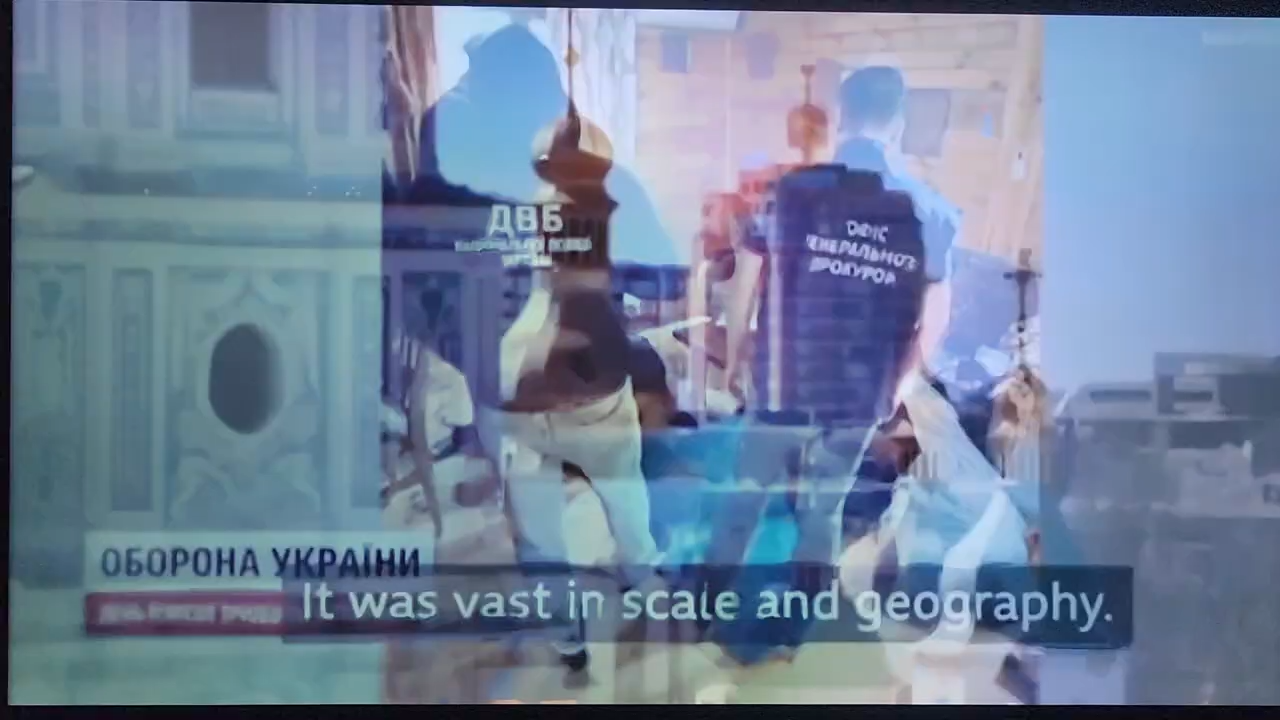 ДВБ
ОФІС
ГЕНЕРАЛЬНОГО
ПРОКУРОРА
ОБОРОНА УКРАЇНИ
It was vast in scale and geography.